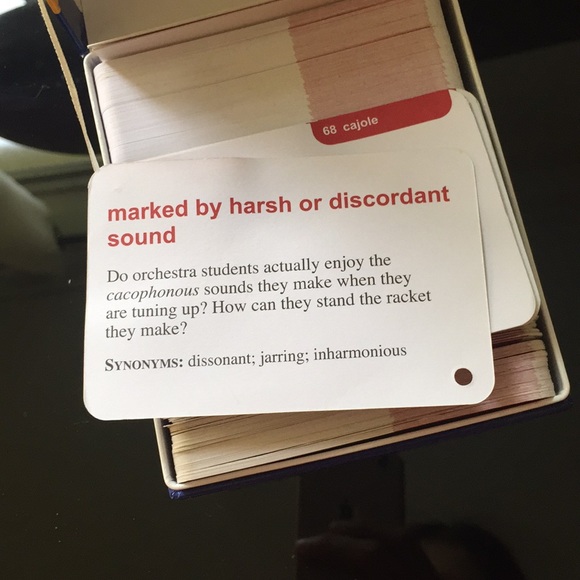 68 cajole
marked by harsh or discordant
sound
Do orchestra students actually enjoy the
cacophonous sounds they make when they
are tuning up? How can they stand the racket
they make?
SYNONYMS: dissonant; jarring; inharmonious